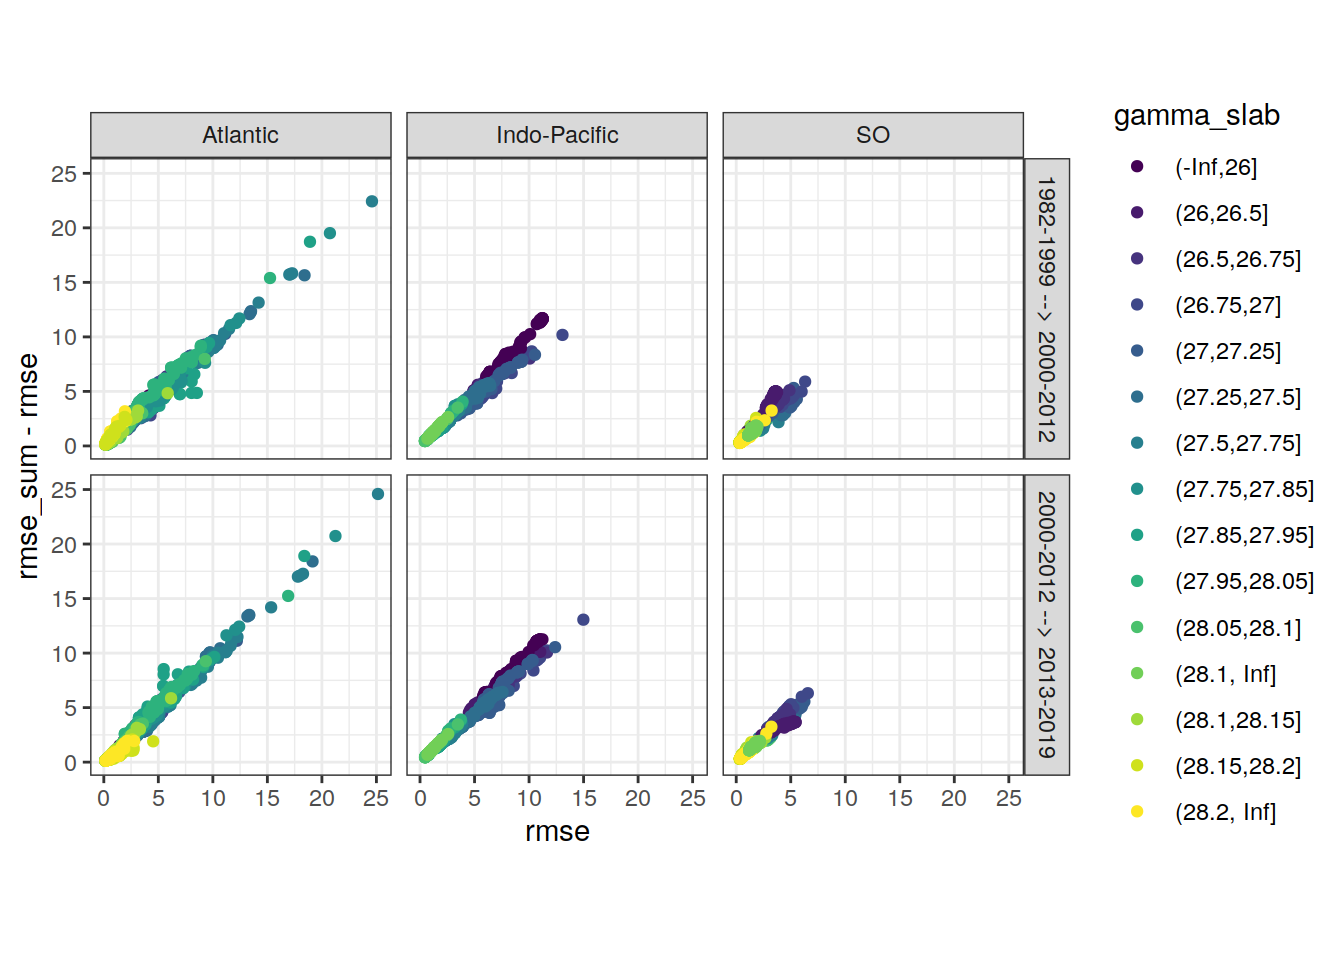 Atlantic
Indo-Pacific
SO
25
20
15
10
5
0
1982-1999 --> 2000-2012
25
20
15
10
5
0
2000-2012 --> 2013-2019
0 5 10 15 20 25
0 5 10 15 20 25
0 5 10 15 20 25
rmse
rmse_sum - rmse
gamma_slab
(-Inf,26]
(26,26.5]
(26.5,26.75]
(26.75,27]
(27,27.25]
(27.25,27.5]
(27.5,27.75]
(27.75,27.85]
(27.85,27.95]
(27.95,28.05]
(28.05,28.1]
(28.1, Inf]
(28.1,28.15]
(28.15,28.2]
(28.2, Inf]